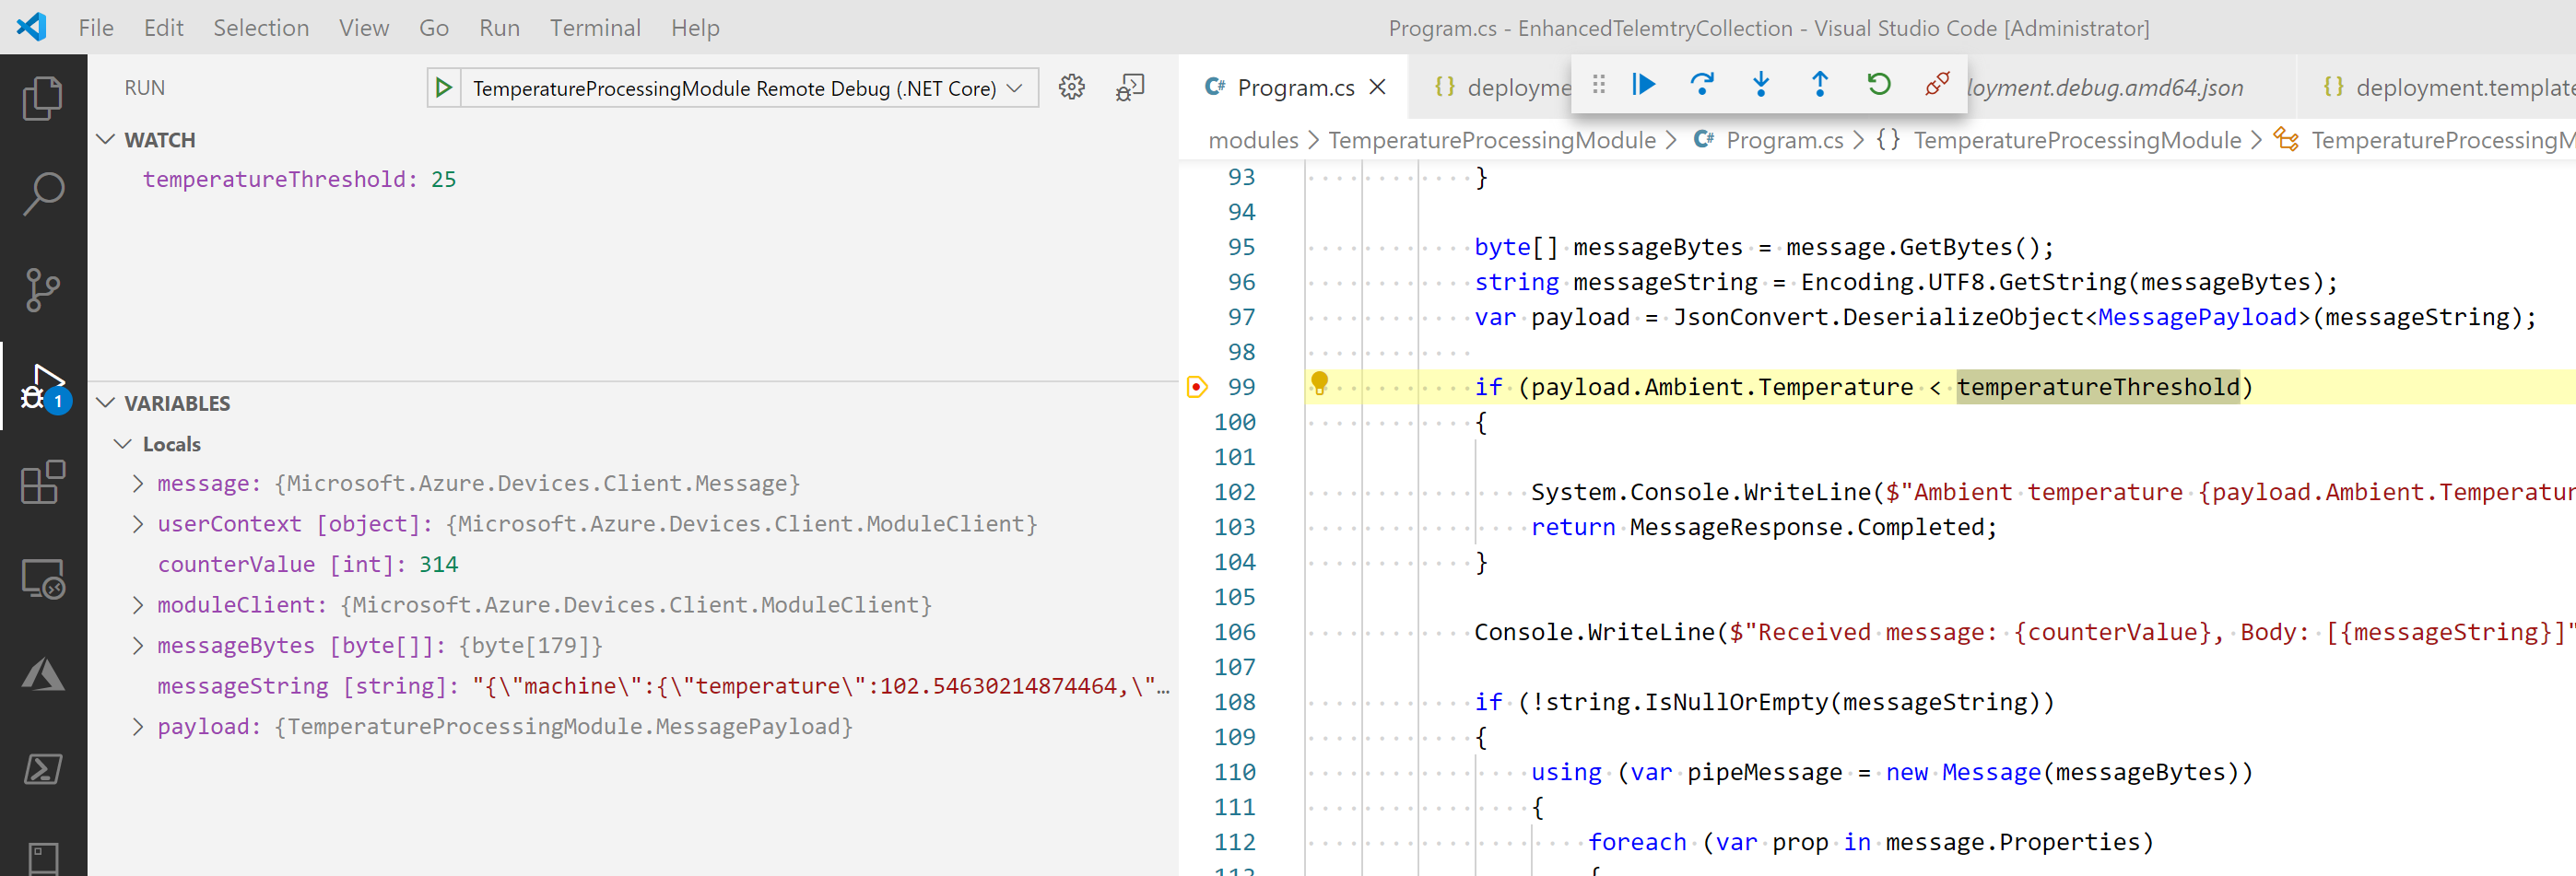 File Edit Selection View Go Run Terminal Help
Program.cs - EnhancedTelemtryCollection - Visual Studio Code [Administrator]
RUN
TemperatureProcessingModule Remote Debug (.NET Core)
WATCH
temperatureThreshold: 25
VARIABLES
Locals
message: {Microsoft.Azure.Devices.Client.Message}
userContext [object]: {Microsoft.Azure.Devices.Client.ModuleClient}
counterValue [int]: 314
moduleClient: {Microsoft.Azure.Devices.Client.ModuleClient}
messageBytes [byte[]]: {byte[179]}
messageString [string]: "{\"machine\":{\"temperature\":102.54630214874464,\"…
payload: {TemperatureProcessingModule.MessagePayload}
1
C# Program.cs {} deployme loyment.debug.amd64.json {} deployment.template
modules > TemperatureProcessingModule > C# Program.cs > {} TemperatureProcessingModule > TemperatureProcessingM
93 }
94
95 byte[] messageBytes = message.GetBytes();
96 string messageString = Encoding.UTF8.GetString(messageBytes);
97 var payload = JsonConvert.DeserializeObject<MessagePayload>(messageString);
98
99 if (payload.Ambient.Temperature < temperatureThreshold)
100 {
101
102 System.Console.WriteLine($"Ambient temperature {payload.Ambient.Temperatur
103 return MessageResponse.Completed;
104 }
105
106 Console.WriteLine($"Received message: {counterValue}, Body: [{messageString}]"
107
108 if (!string.IsNullOrEmpty(messageString))
109 {
110 using (var pipeMessage = new Message(messageBytes))
111 {
112 foreach (var prop in message.Properties)
113 {